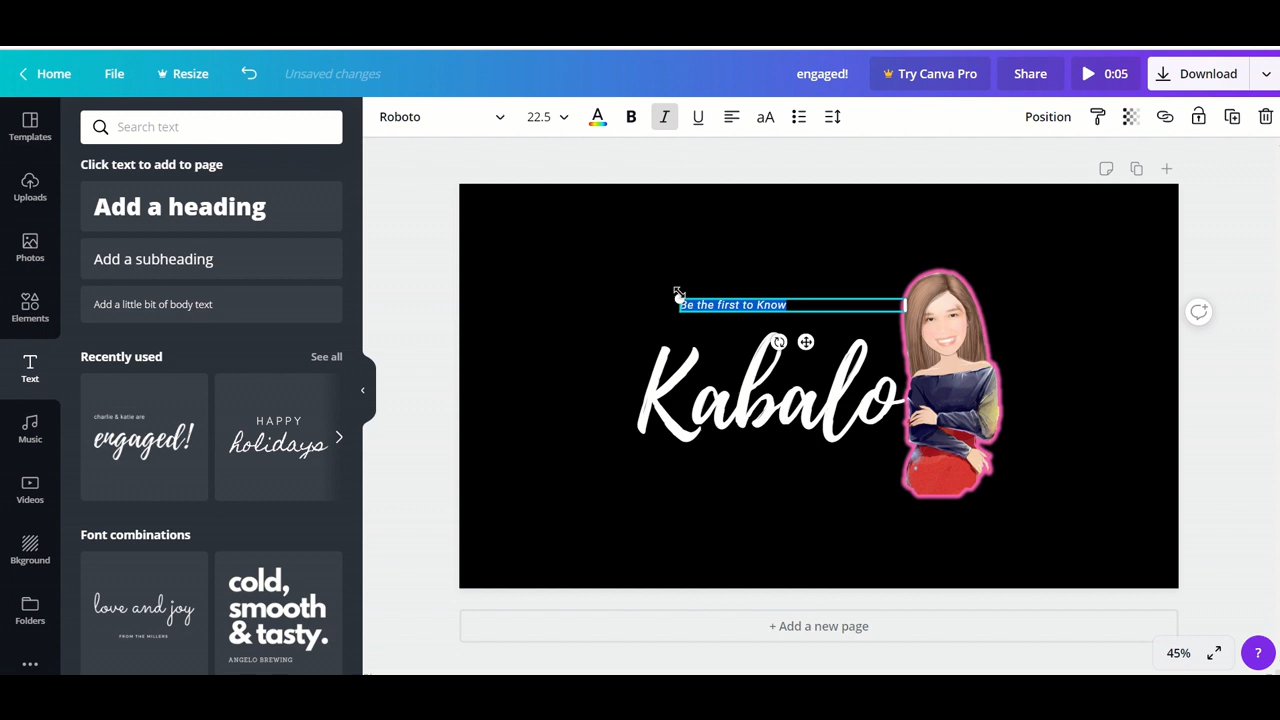 Home File Resize Unsaved changes engaged! Try Canva Pro Share 0:05 Download
Templates
Uploads
Photos
Elements
Text
Music
Videos
Bkground
Folders
Search text
Click text to add to page
Add a heading
Add a subheading
Add a little bit of body text
Recently used See all
charlie & katie are
engaged!
HAPPY
holidays
Font combinations
love and joy
FROM THE MILLERS
cold,
smooth
& tasty.
ANGELO BREWING
Roboto 22.5 A B I U aA Position
Be the first to Know
Kabalo
+ Add a new page
45% ?